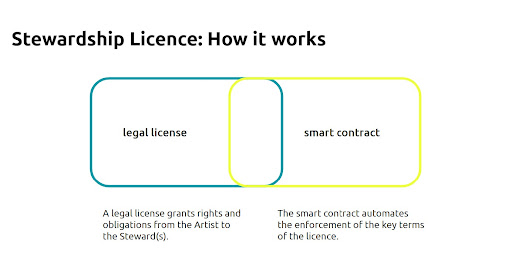 Stewardship Licence: How it works
legal license
smart contract
A legal license grants rights and
obligations from the Artist to
the Steward(s).
The smart contract automates
the enforcement of the key terms
of the licence.